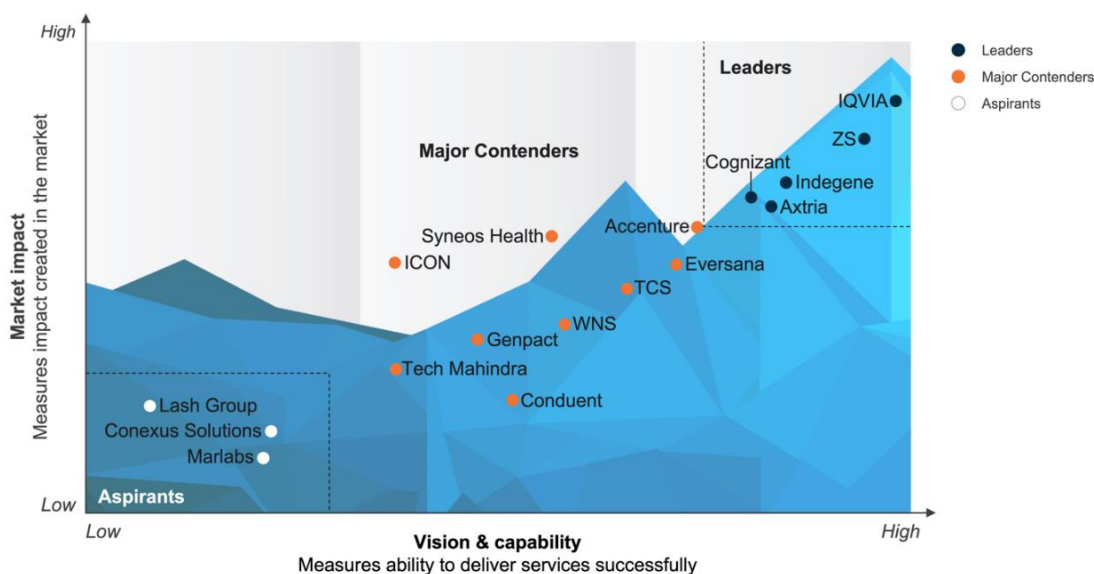 High
Leaders
Leaders
Major Contenders
Aspirants
IQVIA
ZS
Major Contenders
Cognizant
Indegene
Axtria
Syneos Health
Accenture
ICON
Eversana
TCS
WNS
Genpact
Tech Mahindra
Conduent
Lash Group
Conexus Solutions
Marlabs
Aspirants
Market impact
Measures impact created in the market
Low
Low
High
Vision & capability
Measures ability to deliver services successfully